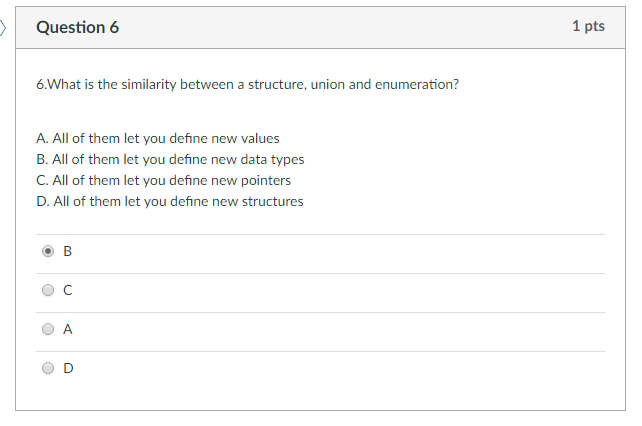 Question 6
1 pts
6.What is the similarity between a structure, union and enumeration?
A. All of them let you define new values
B. All of them let you define new data types
C. All of them let you define new pointers
D. All of them let you define new structures
B
C
A
D